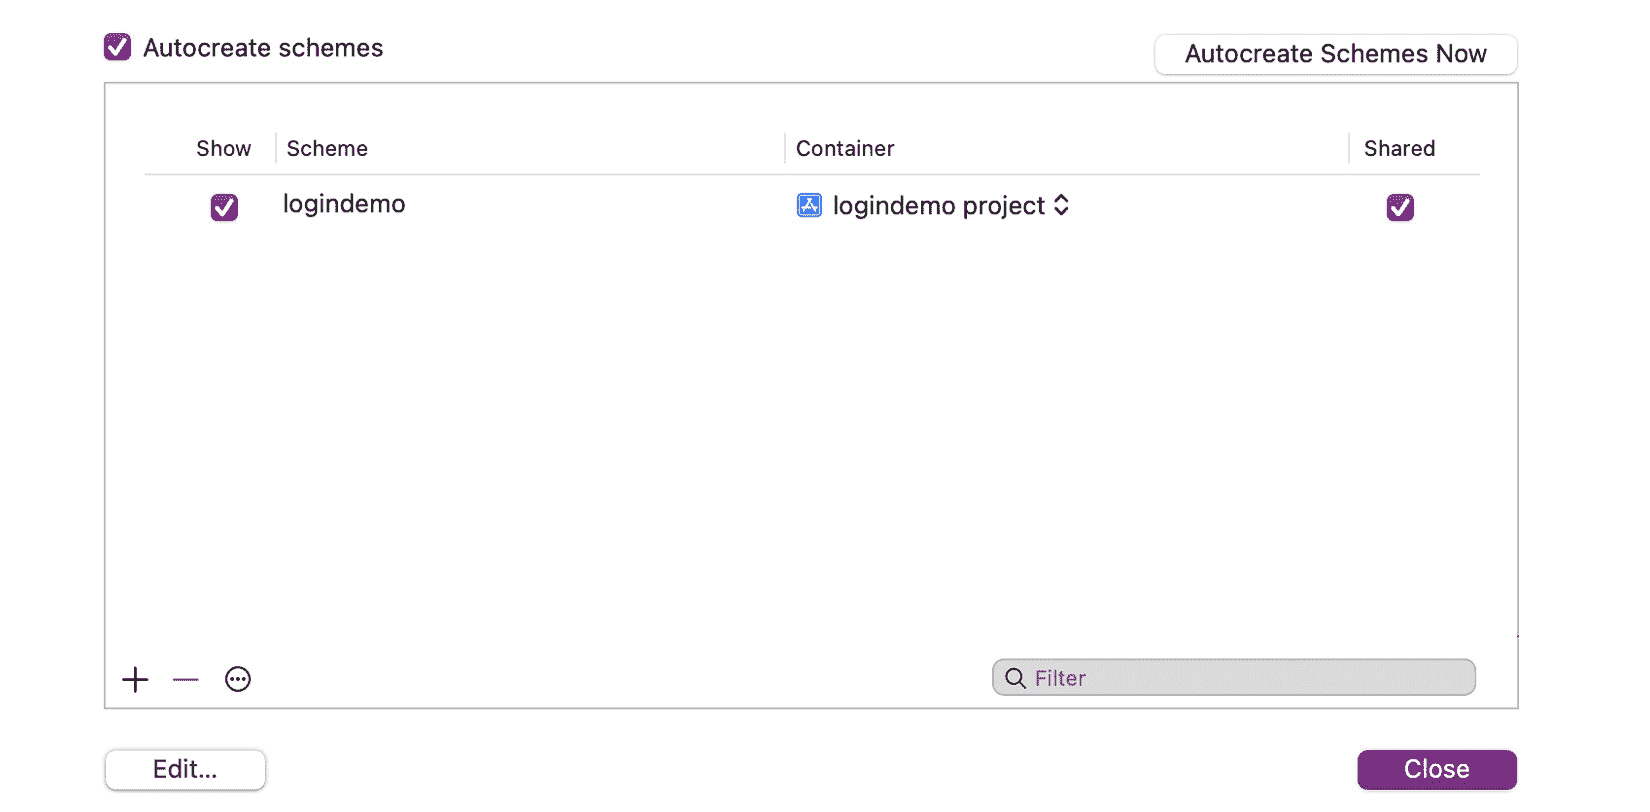 Autocreate schemes
Autocreate Schemes Now
Show Scheme Container Shared
logindemo logindemo project
Filter
Edit...
Close